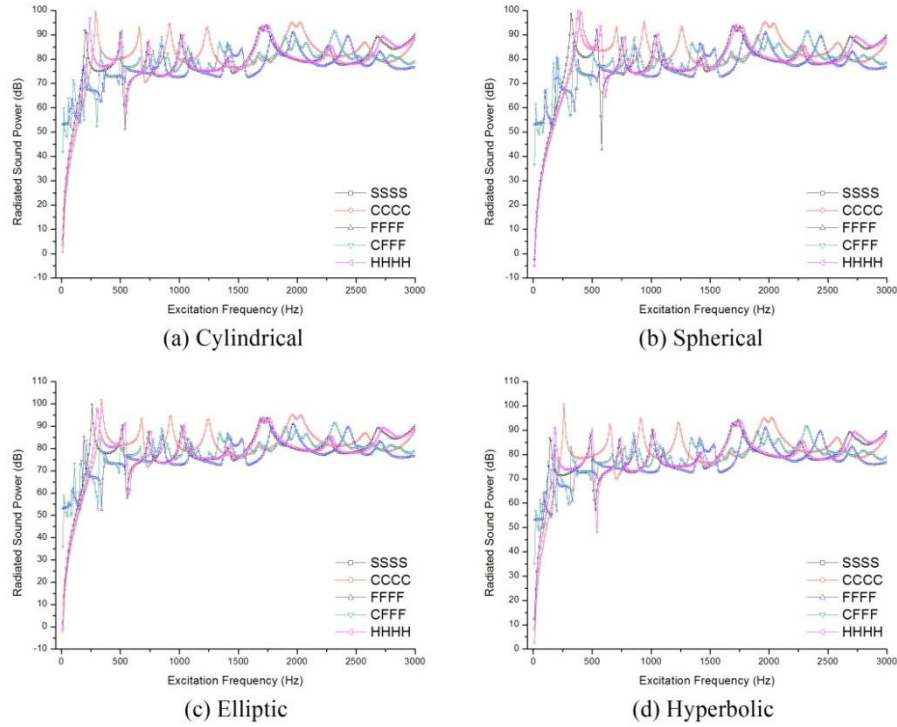 100
90
80
70
60
50
40
30
20
10
0
-10
Radiated Sound Power (dB)
0 500 1000 1500 2000 2500 3000
Excitation Frequency (Hz)
SSSS
CCCC
FFFF
CFFF
HHHH
(a) Cylindrical
100
90
80
70
60
50
40
30
20
10
0
-10
Radiated Sound Power (dB)
0 500 1000 1500 2000 2500 3000
Excitation Frequency (Hz)
SSSS
CCCC
FFFF
CFFF
HHHH
(b) Spherical
110
100
90
80
70
60
50
40
30
20
10
0
-10
Radiated Sound Power (dB)
0 500 1000 1500 2000 2500 3000
Excitation Frequency (Hz)
SSSS
CCCC
FFFF
CFFF
HHHH
(c) Elliptic
110
100
90
80
70
60
50
40
30
20
10
0
Radiated Sound Power (dB)
0 500 1000 1500 2000 2500 3000
Excitation Frequency (Hz)
SSSS
CCCC
FFFF
CFFF
HHHH
(d) Hyperbolic